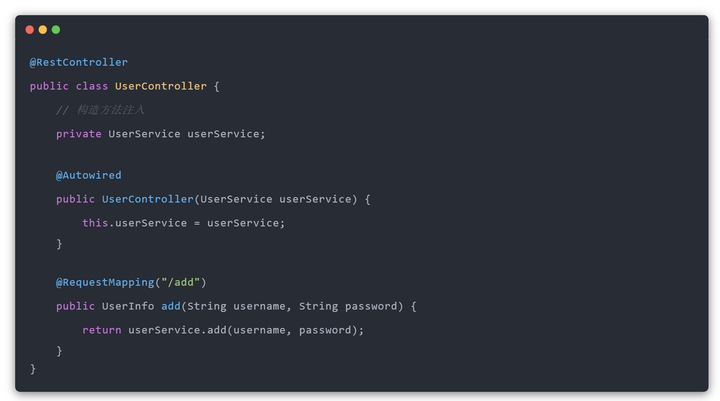 @RestController
public class UserController {
    // 构造方法注入
    private UserService userService;

    @Autowired
    public UserController(UserService userService) {
        this.userService = userService;
    }

    @RequestMapping("/add")
    public UserInfo add(String username, String password) {
        return userService.add(username, password);
    }
}